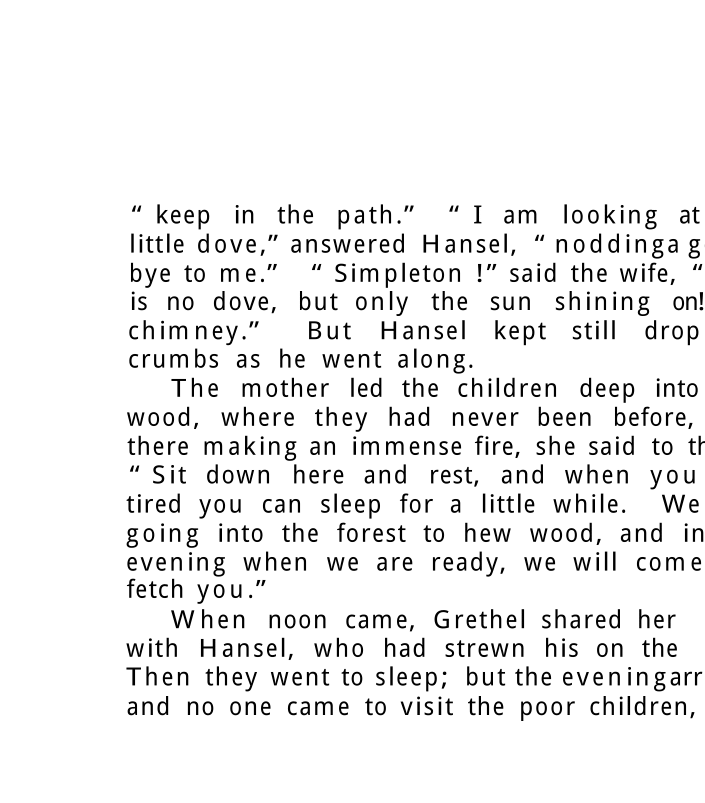 “ keep in the path.” “ I am looking at
little dove,” answered Hansel, “ nodding a
bye to me.” “ Simpleton !” said the wife, “
is no dove, but only the sun shining on!
chimney.” But Hansel kept still drop
crumbs as he went along.
The mother led the children deep into
wood, where they had never been before,
there making an immense fire, she said to
“ Sit down here and rest, and when you
tired you can sleep for a little while. We
going into the forest to hew wood, and in
evening when we are ready, we will come
fetch you.”
When noon came, Grethel shared her
with Hansel, who had strewn his on the
Then they went to sleep; but the evening arr
and no one came to visit the poor children,